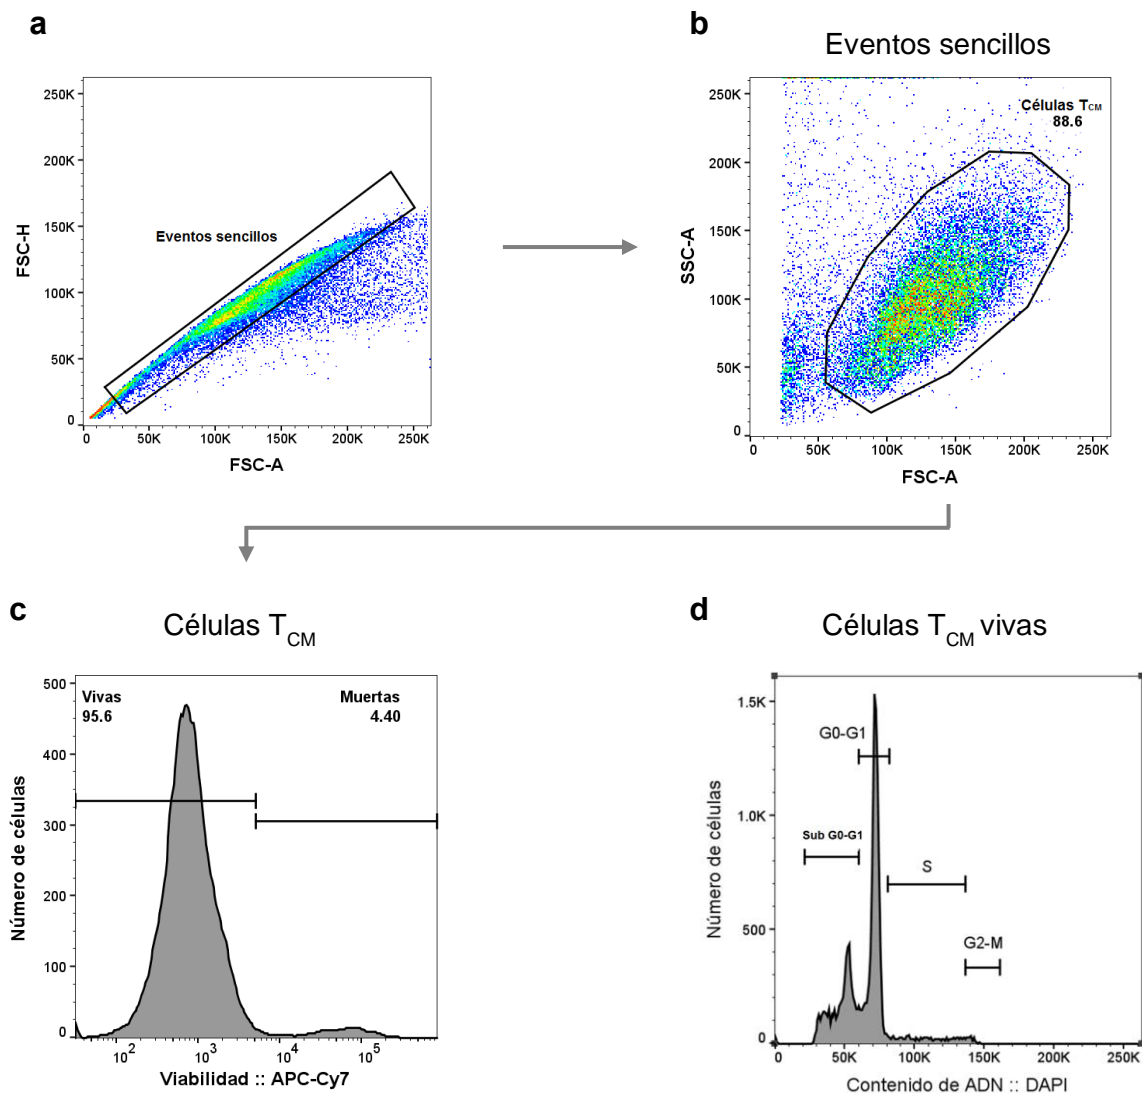 a
250K
200K
150K
100K
50K
0
FSC-H
Eventos sencillos
0 50K 100K 150K 200K 250K
FSC-A
b
Eventos sencillos
250K
200K
150K
100K
50K
0
SSC-A
Células TCM
88.6
0 50K 100K 150K 200K 250K
FSC-A
c
Células TCM
500
400
300
200
100
0
Número de células
Vivas
95.6
Muertas
4.40
10^2 10^3 10^4 10^5
Viabilidad :: APC-Cy7
d
Células TCM vivas
1.5K
1.0K
500
0
Número de células
G0-G1
Sub G0-G1
S
G2-M
0 50K 100K 150K 200K 250K
Contenido de ADN :: DAPI